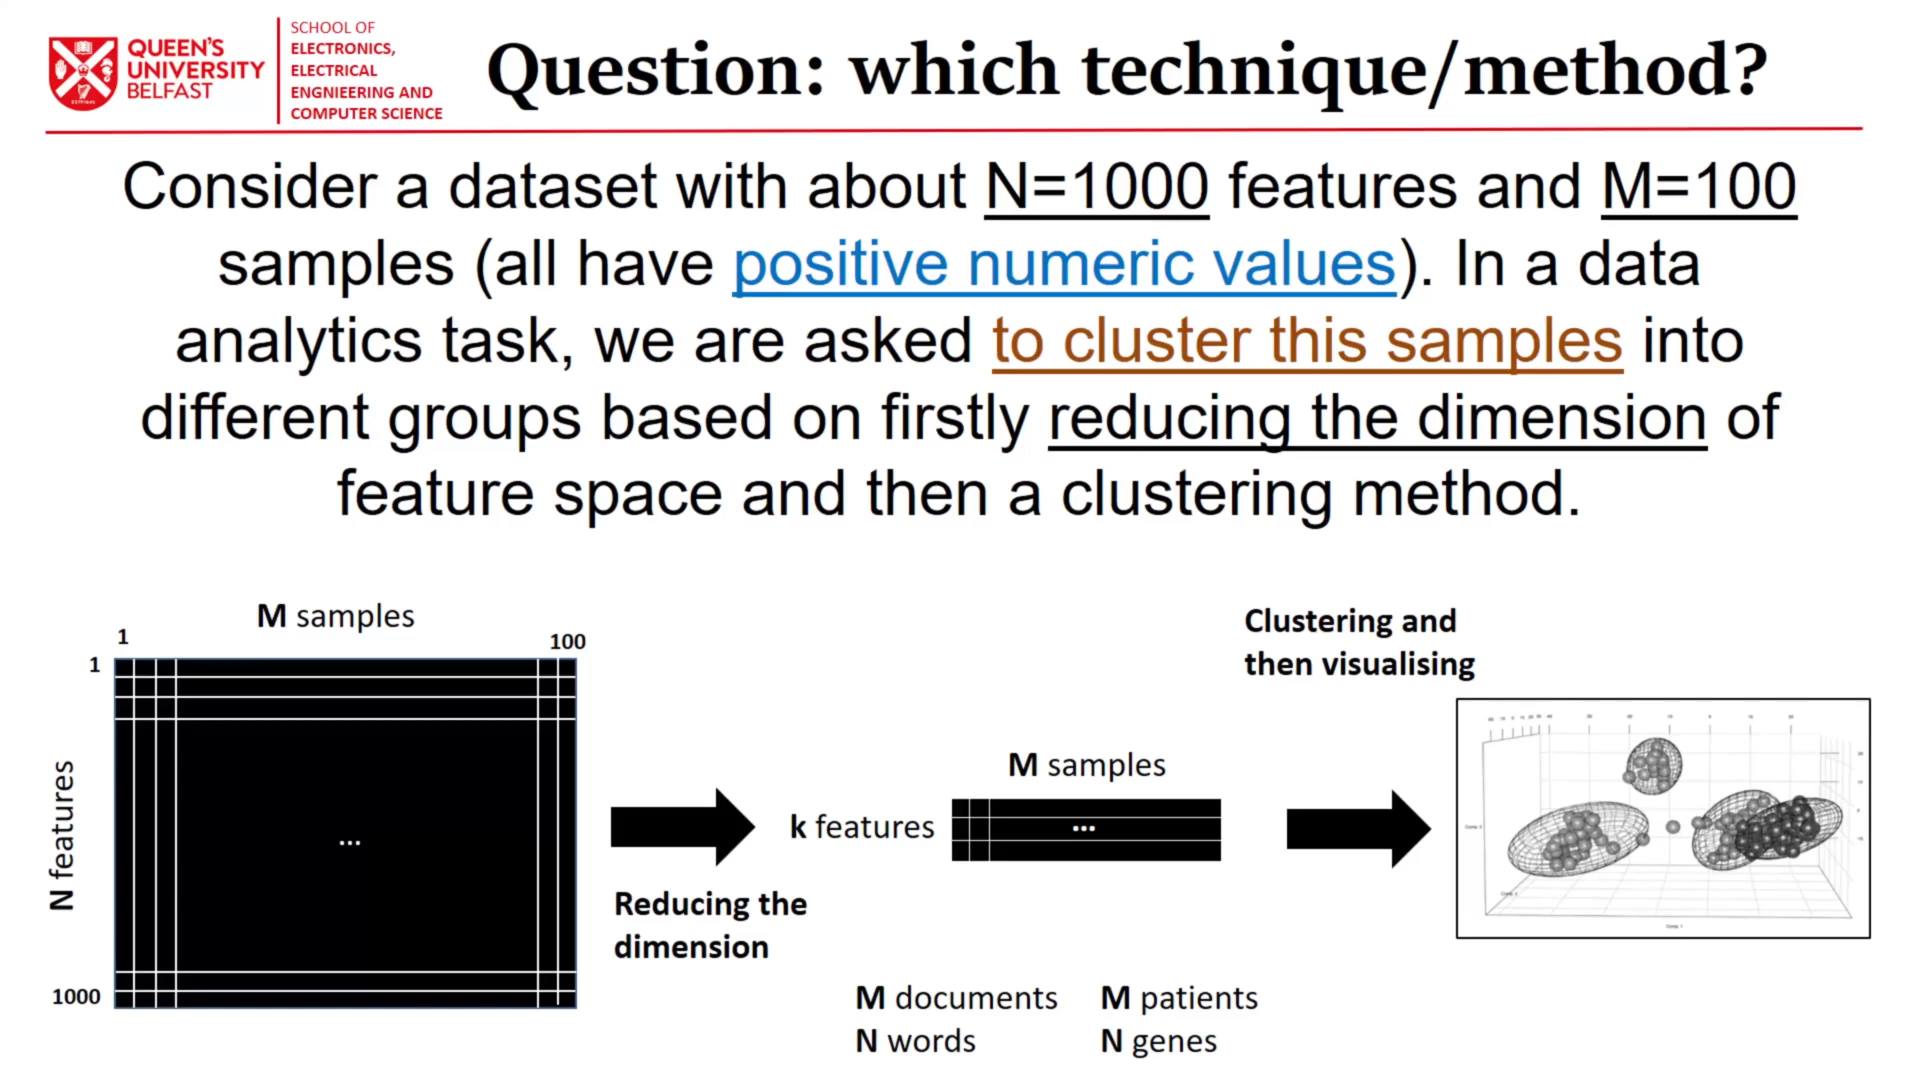 QUEEN'S
UNIVERSITY
BELFAST
SCHOOL OF
ELECTRONICS,
ELECTRICAL
ENGNIEERING AND
COMPUTER SCIENCE
Question: which technique/method?
Consider a dataset with about N=1000 features and M=100
samples (all have positive numeric values). In a data
analytics task, we are asked to cluster this samples into
different groups based on firstly reducing the dimension of
feature space and then a clustering method.
M samples
1
100
1
N features
...
1000
Reducing the
dimension
M samples
k features
...
Clustering and
then visualising
M documents
N words
M patients
N genes